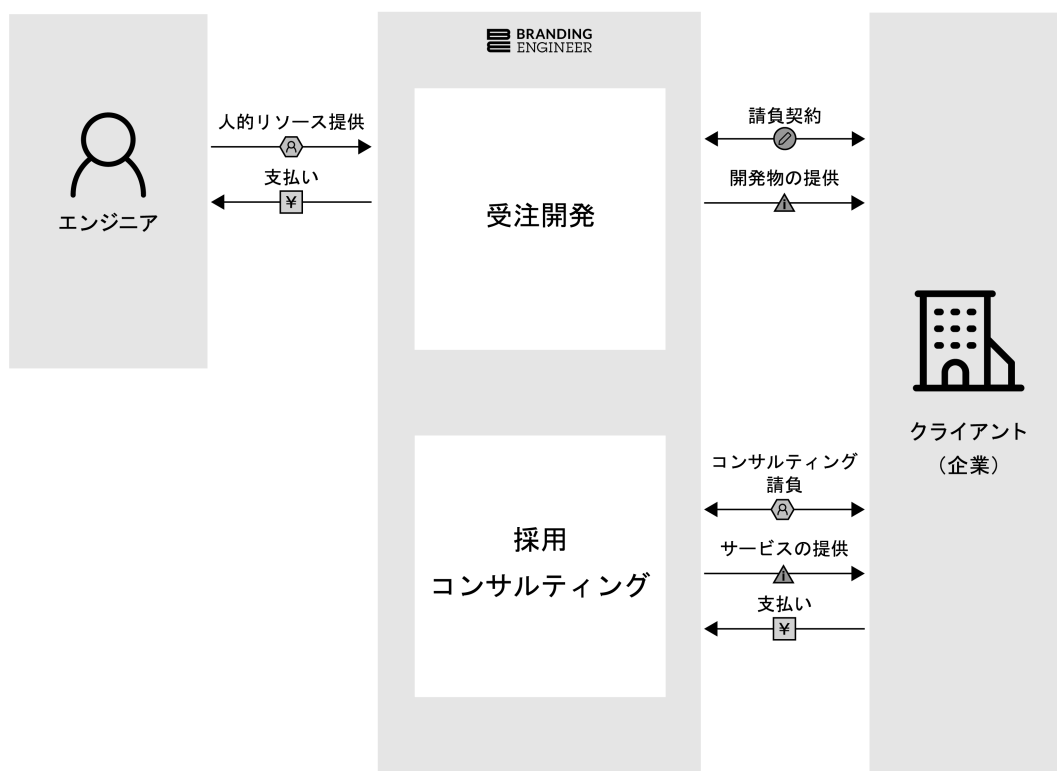 BRANDING
ENGINEER
エンジニア
人的リソース提供
支払い
¥
受注開発
請負契約
開発物の提供
i
採用
コンサルティング
コンサルティング
請負
サービスの提供
i
支払い
¥
クライアント
（企業）